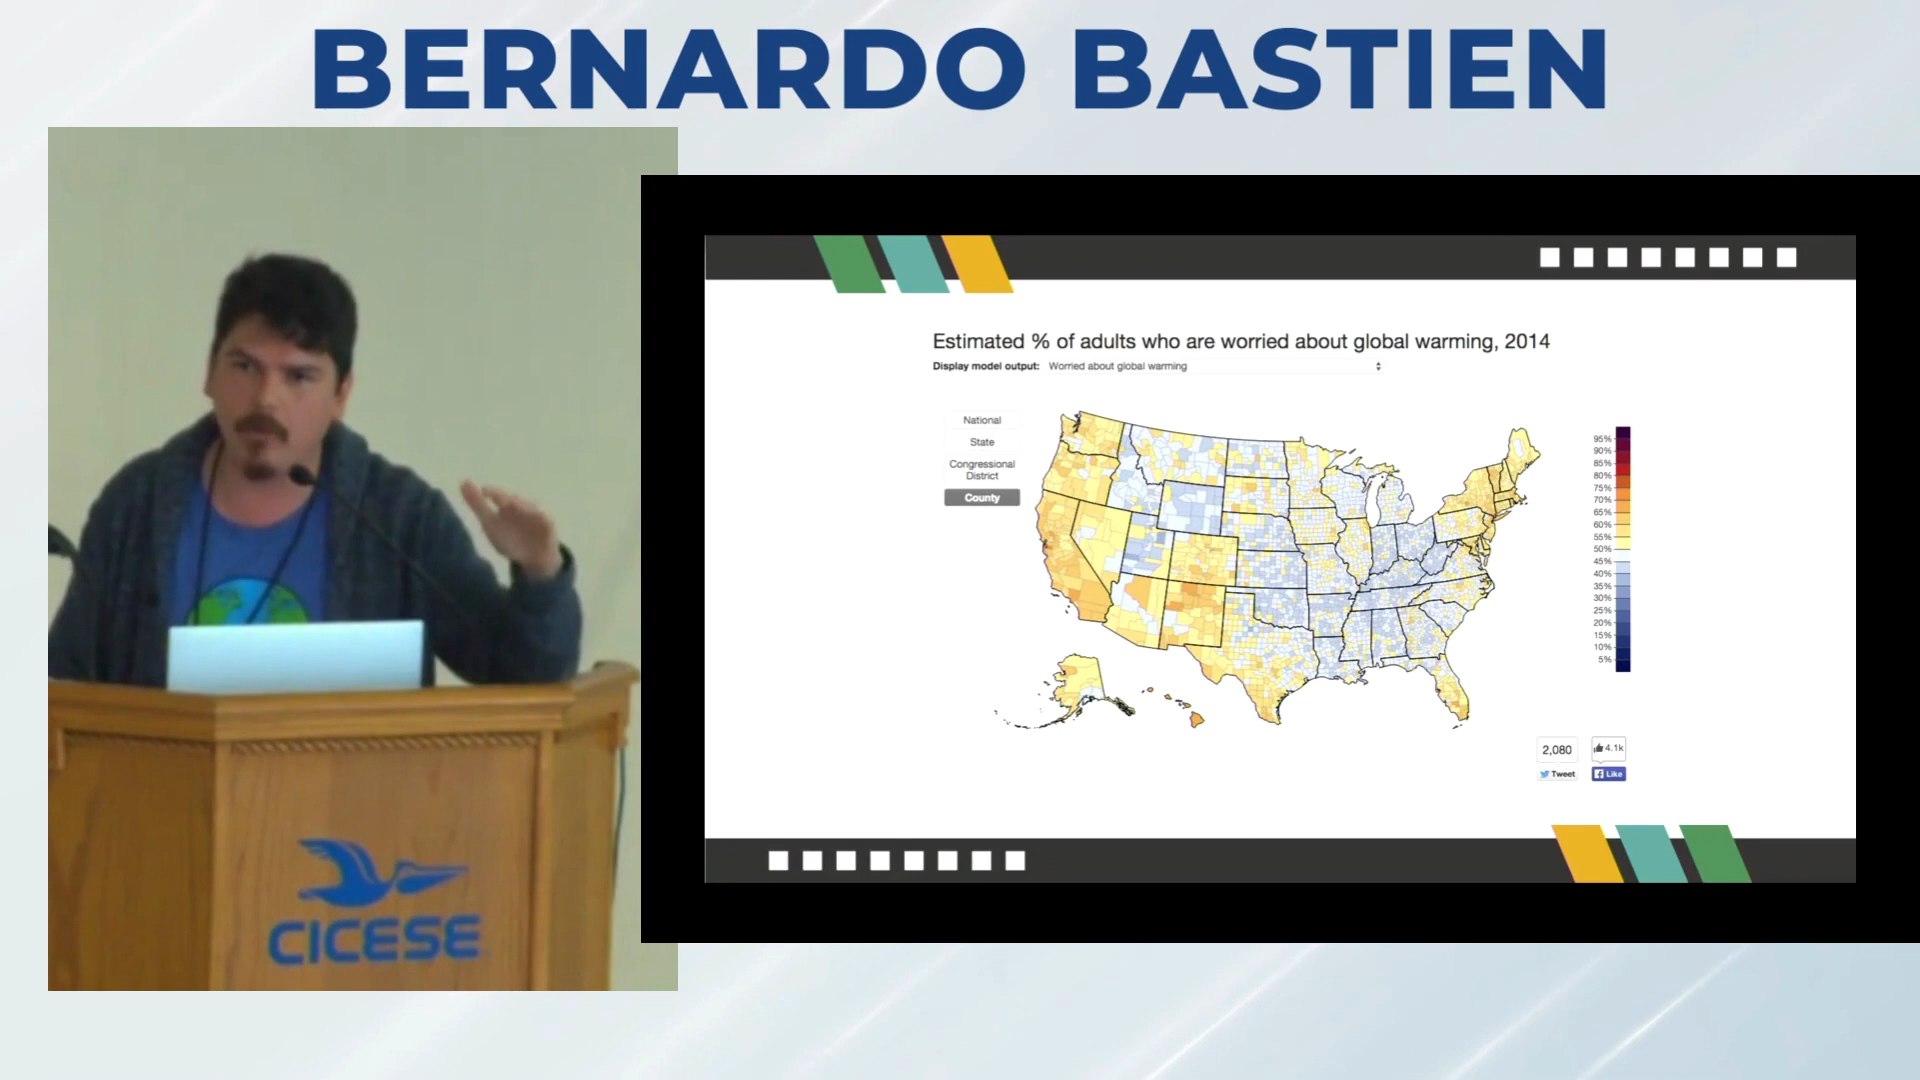 BERNARDO BASTIEN
CICESE
Estimated % of adults who are worried about global warming, 2014
Display model output: Worried about global warming
National
State
Congressional
District
County
95%
90%
85%
80%
75%
70%
65%
60%
55%
50%
45%
40%
35%
30%
25%
20%
15%
10%
5%
2,080
4.1k
Tweet
Like